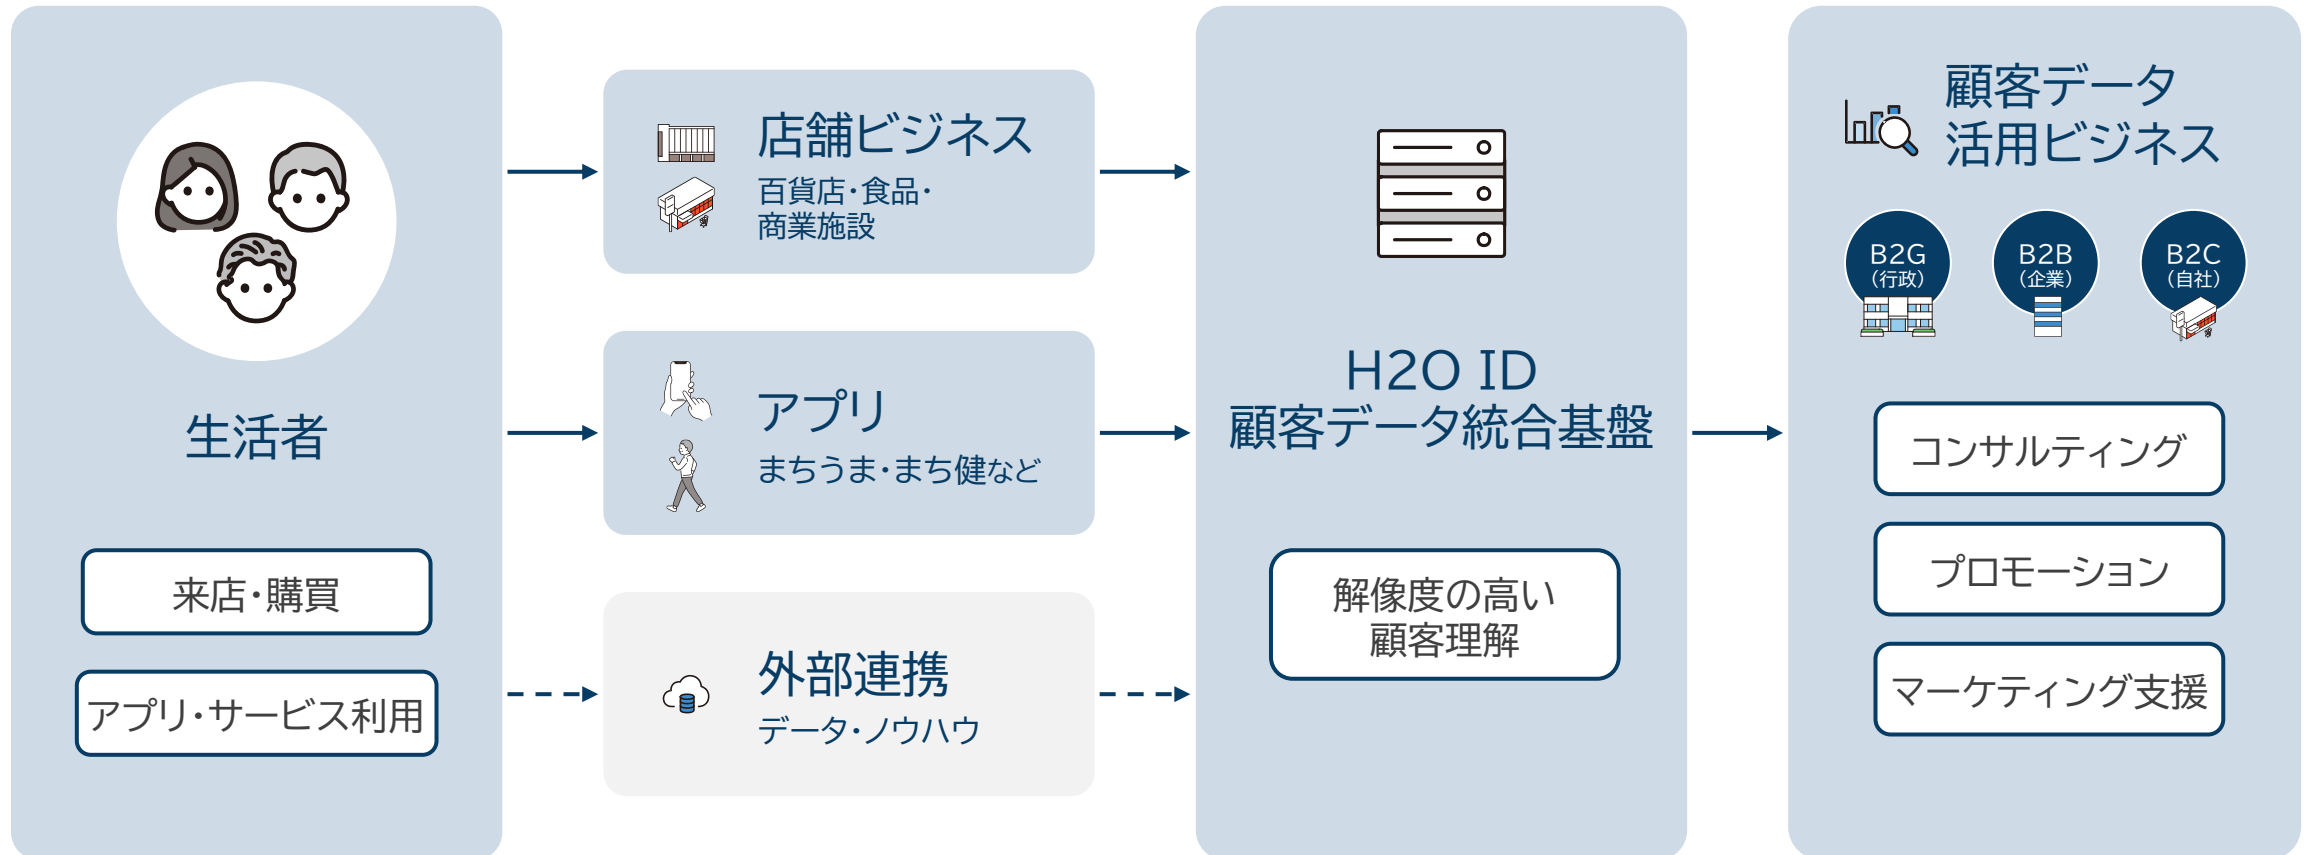 生活者
来店・購買
アプリ・サービス利用
店舗ビジネス
百貨店・食品・
商業施設
アプリ
まちうま・まち健など
外部連携
データ・ノウハウ
H2O ID
顧客データ統合基盤
解像度の高い
顧客理解
顧客データ
活用ビジネス
B2G
（行政）
B2B
（企業）
B2C
（自社）
コンサルティング
プロモーション
マーケティング支援